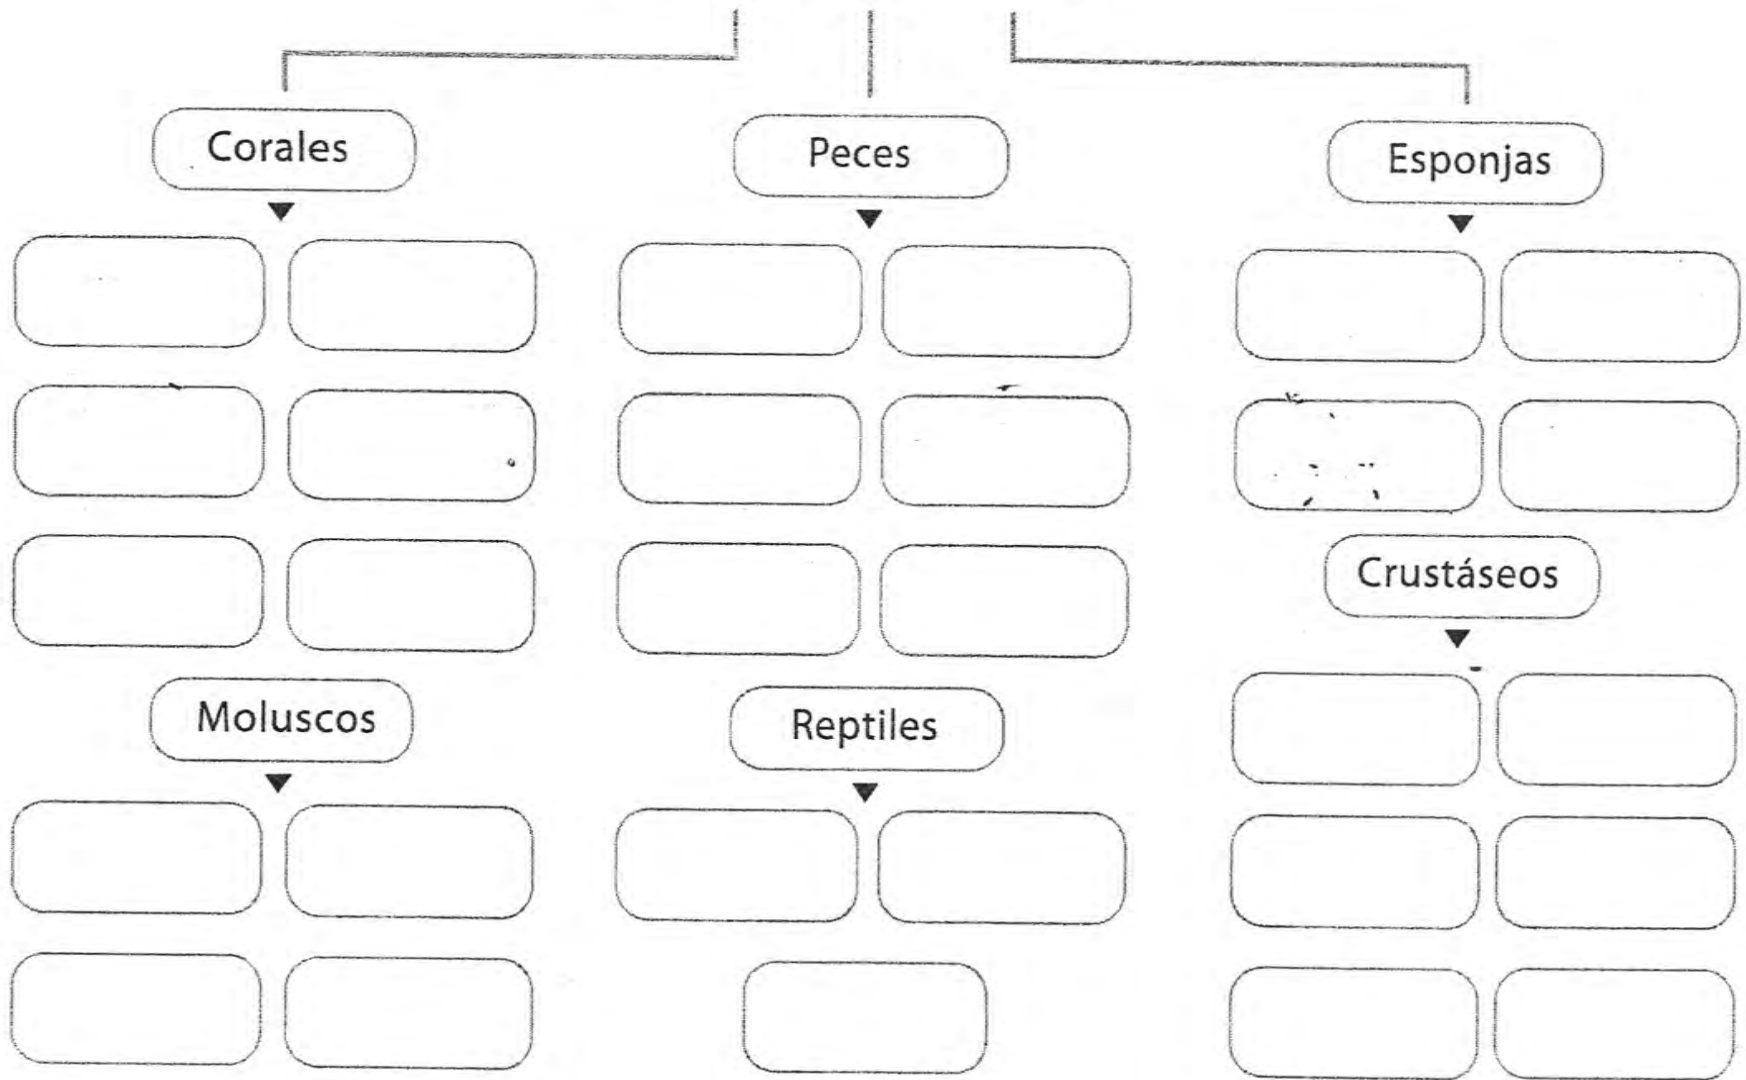 Corales
Peces
Esponjas
Crustáseos
Moluscos
Reptiles